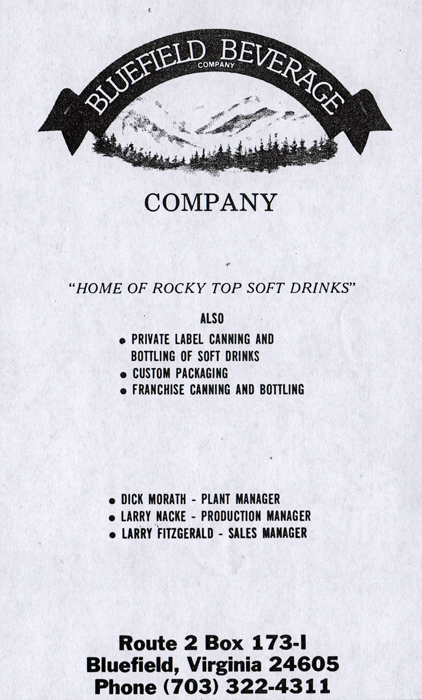 BLUEFIELD BEVERAGE
COMPANY
COMPANY
"HOME OF ROCKY TOP SOFT DRINKS"
ALSO
● PRIVATE LABEL CANNING AND
BOTTLING OF SOFT DRINKS
● CUSTOM PACKAGING
● FRANCHISE CANNING AND BOTTLING
● DICK MORATH - PLANT MANAGER
● LARRY NACKE - PRODUCTION MANAGER
● LARRY FITZGERALD - SALES MANAGER
Route 2 Box 173-I
Bluefield, Virginia 24605
Phone (703) 322-4311